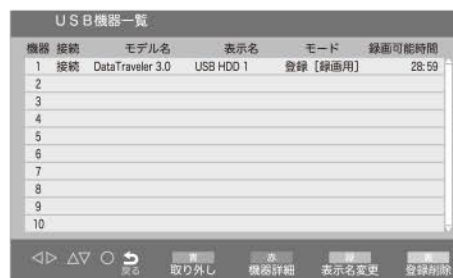 USB機器一覧
機器 接続 モデル名 表示名 モード 録画可能時間
1 接続 DataTraveler 3.0 USB HDD 1 登録［録画用］ 28:59
2
3
4
5
6
7
8
9
10
戻る 青 取り外し 赤 機器詳細 緑 表示名変更 黄 登録削除